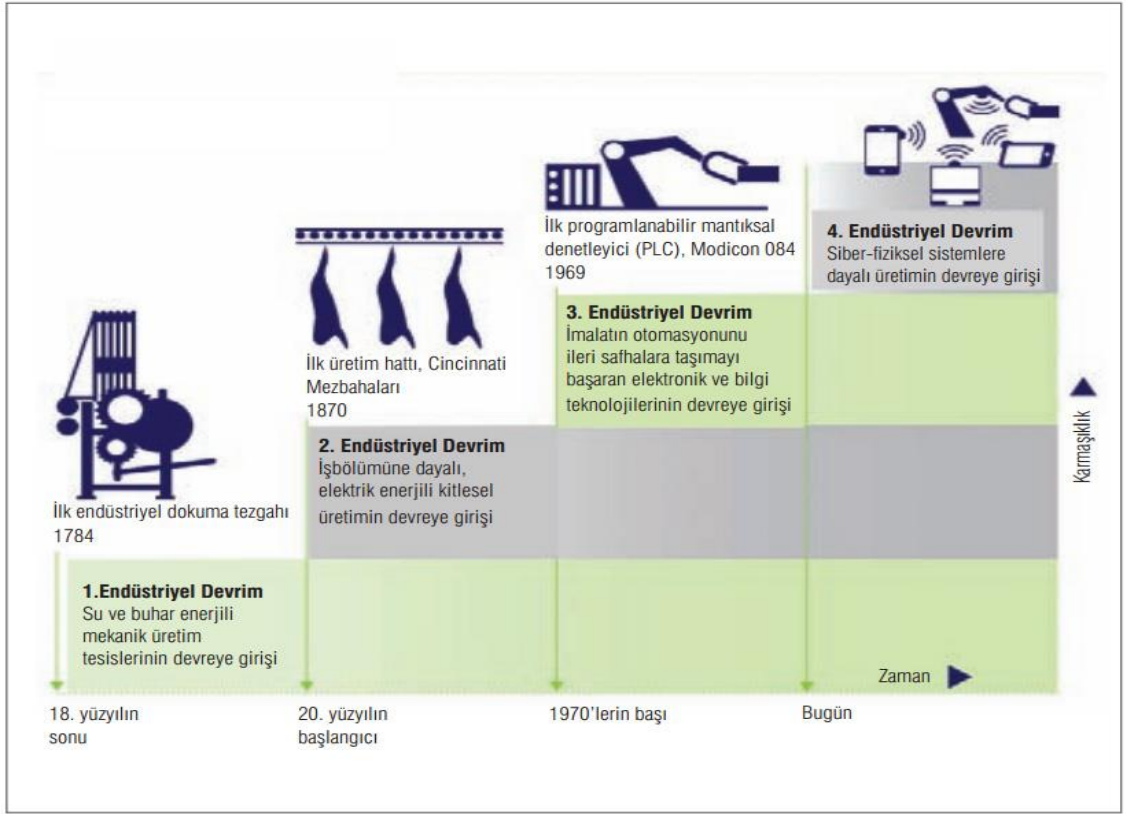 İlk endüstriyel dokuma tezgahı
1784
1.Endüstriyel Devrim
Su ve buhar enerjili
mekanik üretim
tesislerinin devreye girişi
18. yüzyılın
sonu
İlk üretim hattı, Cincinnati
Mezbahaları
1870
2. Endüstriyel Devrim
İşbölümüne dayalı,
elektrik enerjili kitlesel
üretimin devreye girişi
20. yüzyılın
başlangıcı
İlk programlanabilir mantıksal
denetleyici (PLC), Modicon 084
1969
3. Endüstriyel Devrim
İmalatın otomasyonunu
ileri safhalara taşımayı
başaran elektronik ve bilgi
teknolojilerinin devreye girişi
1970'lerin başı
4. Endüstriyel Devrim
Siber-fiziksel sistemlere
dayalı üretimin devreye girişi
Bugün
Zaman
Karmaşıklık